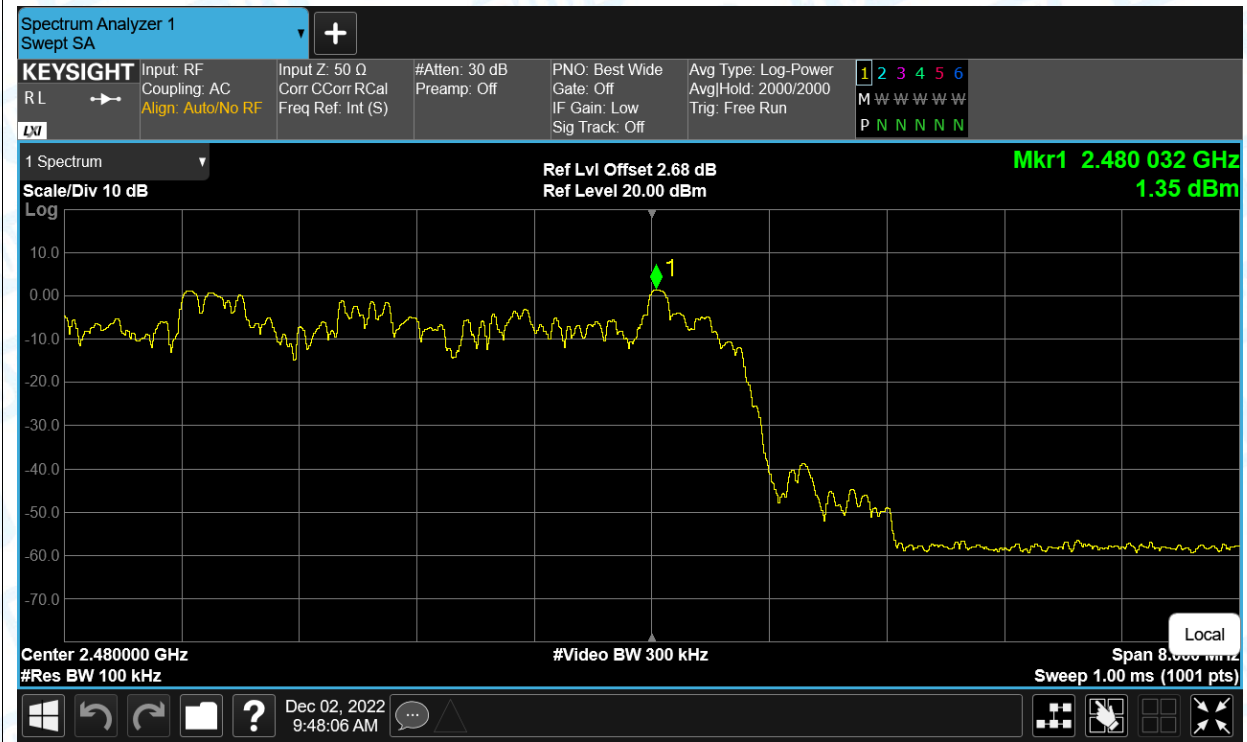 Spectrum Analyzer 1
Swept SA
KEYSIGHT
R L
LXI
Input: RF
Coupling: AC
Align: Auto/No RF
Input Z: 50 Ω
Corr CCorr RCal
Freq Ref: Int (S)
#Atten: 30 dB
Preamp: Off
PNO: Best Wide
Gate: Off
IF Gain: Low
Sig Track: Off
Avg Type: Log-Power
Avg|Hold: 2000/2000
Trig: Free Run
1 2 3 4 5 6
M W W W W W W
P N N N N N N
1 Spectrum
Scale/Div 10 dB
Log
Ref Lvl Offset 2.68 dB
Ref Level 20.00 dBm
Mkr1 2.480 032 GHz
1.35 dBm
1
10.0
0.00
-10.0
-20.0
-30.0
-40.0
-50.0
-60.0
-70.0
Local
Center 2.480000 GHz
#Res BW 100 kHz
#Video BW 300 kHz
Span 8.000 MHz
Sweep 1.00 ms (1001 pts)
?
Dec 02, 2022
9:48:06 AM